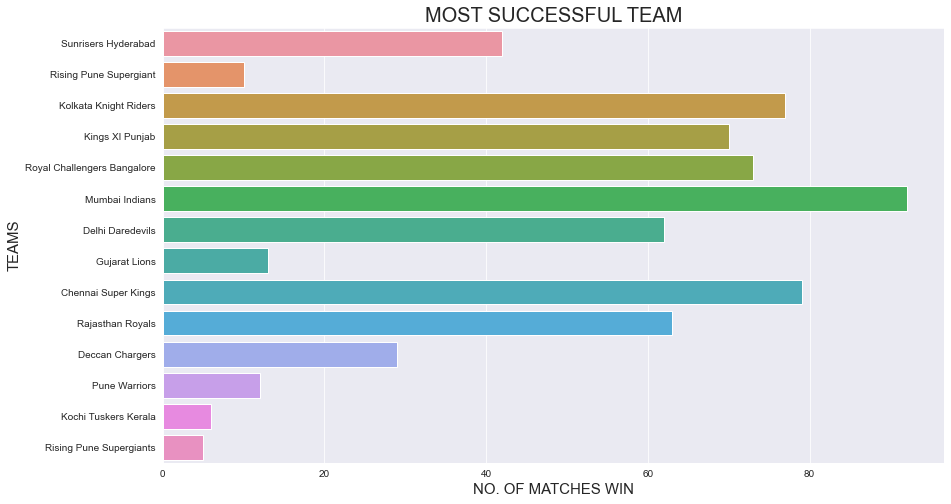 MOST SUCCESSFUL TEAM
TEAMS
Sunrisers Hyderabad
Rising Pune Supergiant
Kolkata Knight Riders
Kings XI Punjab
Royal Challengers Bangalore
Mumbai Indians
Delhi Daredevils
Gujarat Lions
Chennai Super Kings
Rajasthan Royals
Deccan Chargers
Pune Warriors
Kochi Tuskers Kerala
Rising Pune Supergiants
0 20 40 60 80
NO. OF MATCHES WIN